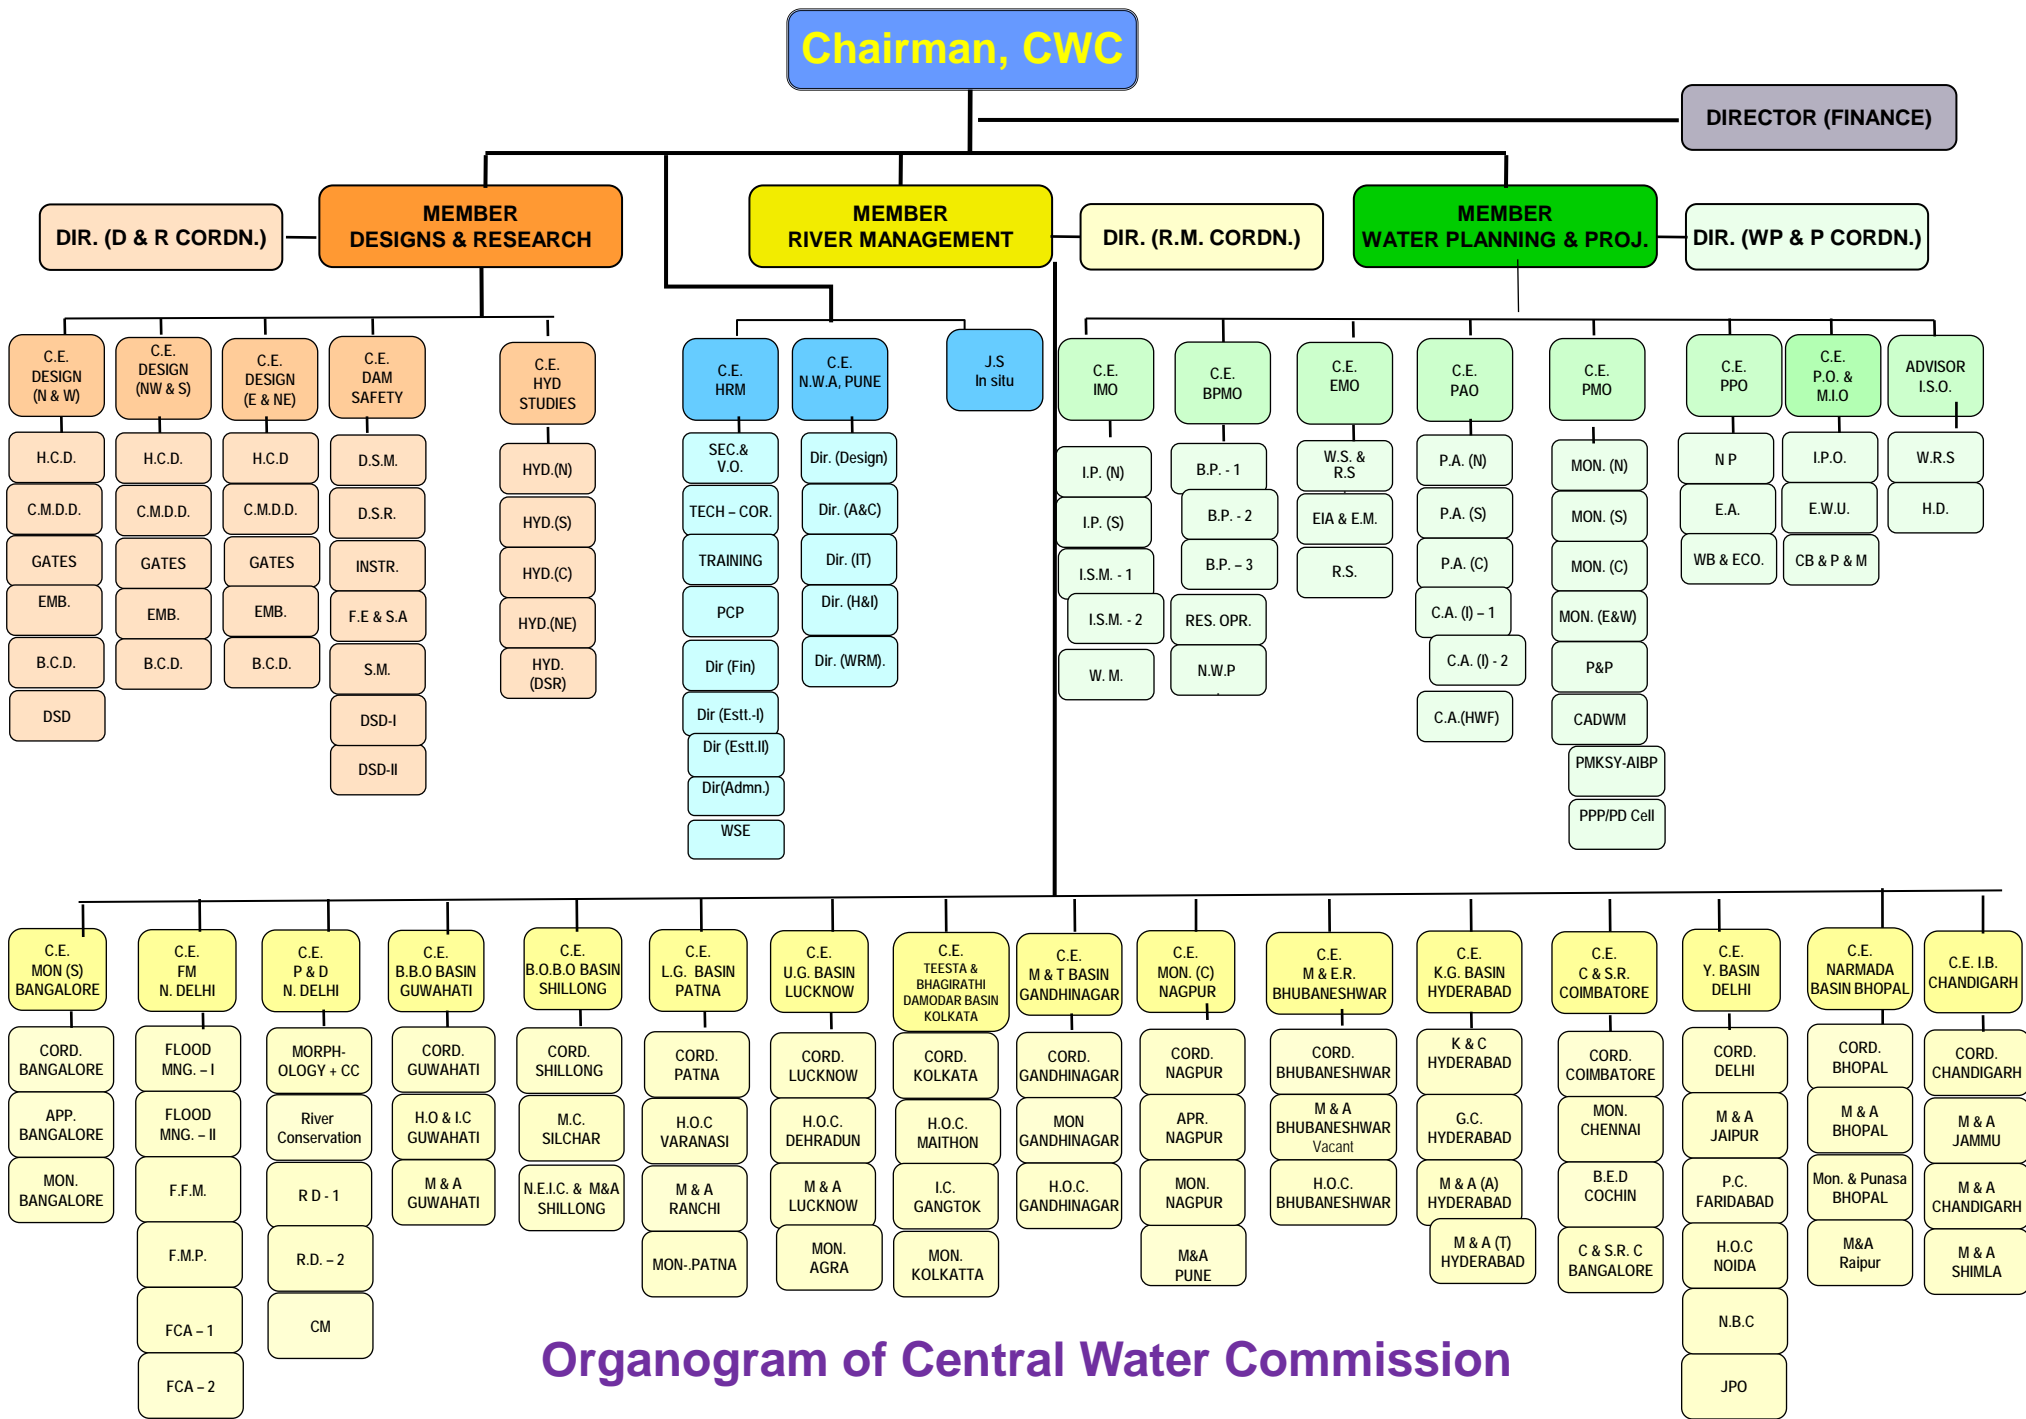 Chairman, CWC
DIRECTOR (FINANCE)
DIR. (D & R CORDN.)
MEMBER
DESIGNS & RESEARCH
MEMBER
RIVER MANAGEMENT
DIR. (R.M. CORDN.)
MEMBER
WATER PLANNING & PROJ.
DIR. (WP & P CORDN.)
C.E.
DESIGN
(N & W)
H.C.D.
C.M.D.D.
GATES
EMB.
B.C.D.
DSD
C.E.
DESIGN
(NW & S)
H.C.D.
C.M.D.D.
GATES
EMB.
B.C.D.
C.E.
DESIGN
(E & NE)
H.C.D
C.M.D.D.
GATES
EMB.
B.C.D.
C.E.
DAM
SAFETY
D.S.M.
D.S.R.
INSTR.
F.E & S.A
S.M.
DSD-I
DSD-II
C.E.
HYD
STUDIES
HYD.(N)
HYD.(S)
HYD.(C)
HYD.(NE)
HYD.
(DSR)
C.E.
HRM
SEC.&
V.O.
TECH – COR.
TRAINING
PCP
Dir (Fin)
Dir (Estt.-I)
Dir (Estt.II)
Dir(Admn.)
WSE
C.E.
N.W.A, PUNE
Dir. (Design)
Dir. (A&C)
Dir. (IT)
Dir. (H&I)
Dir. (WRM).
J.S
In situ
C.E.
IMO
I.P. (N)
I.P. (S)
I.S.M. - 1
I.S.M. - 2
W. M.
C.E.
BPMO
B.P. - 1
B.P. - 2
B.P. – 3
RES. OPR.
N.W.P
.
C.E.
EMO
W.S. &
R.S
EIA & E.M.
R.S.
C.E.
PAO
P.A. (N)
P.A. (S)
P.A. (C)
C.A. (I) – 1
C.A. (I) - 2
C.A.(HWF)
C.E.
PMO
MON. (N)
MON. (S)
MON. (C)
MON. (E&W)
P&P
CADWM
PMKSY-AIBP
PPP/PD Cell
C.E.
PPO
N P
E.A.
WB & ECO.
C.E.
P.O. &
M.I.O
I.P.O.
E.W.U.
CB & P & M
ADVISOR
I.S.O.
W.R.S
H.D.
C.E.
MON (S)
BANGALORE
CORD.
BANGALORE
APP.
BANGALORE
MON.
BANGALORE
C.E.
FM
N. DELHI
FLOOD
MNG. – I
FLOOD
MNG. – II
F.F.M.
F.M.P.
FCA – 1
FCA – 2
C.E.
P & D
N. DELHI
MORPH-
OLOGY + CC
River
Conservation
R D - 1
R.D. – 2
CM
C.E.
B.B.O BASIN
GUWAHATI
CORD.
GUWAHATI
H.O & I.C
GUWAHATI
M & A
GUWAHATI
C.E.
B.O.B.O BASIN
SHILLONG
CORD.
SHILLONG
M.C.
SILCHAR
N.E.I.C. & M&A
SHILLONG
C.E.
L.G. BASIN
PATNA
CORD.
PATNA
H.O.C
VARANASI
M & A
RANCHI
MON-.PATNA
C.E.
U.G. BASIN
LUCKNOW
CORD.
LUCKNOW
H.O.C.
DEHRADUN
M & A
LUCKNOW
MON.
AGRA
C.E.
TEESTA &
BHAGIRATHI
DAMODAR BASIN
KOLKATA
CORD.
KOLKATA
H.O.C.
MAITHON
I.C.
GANGTOK
MON.
KOLKATTA
C.E.
M & T BASIN
GANDHINAGAR
CORD.
GANDHINAGAR
MON
GANDHINAGAR
H.O.C.
GANDHINAGAR
C.E.
MON. (C)
NAGPUR
CORD.
NAGPUR
APR.
NAGPUR
MON.
NAGPUR
M&A
PUNE
C.E.
M & E.R.
BHUBANESHWAR
CORD.
BHUBANESHWAR
M & A
BHUBANESHWAR
Vacant
H.O.C.
BHUBANESHWAR
C.E.
K.G. BASIN
HYDERABAD
K & C
HYDERABAD
G.C.
HYDERABAD
M & A (A)
HYDERABAD
M & A (T)
HYDERABAD
C.E.
C & S.R.
COIMBATORE
CORD.
COIMBATORE
MON.
CHENNAI
B.E.D
COCHIN
C & S.R. C
BANGALORE
C.E.
Y. BASIN
DELHI
CORD.
DELHI
M & A
JAIPUR
P.C.
FARIDABAD
H.O.C
NOIDA
N.B.C
JPO
C.E.
NARMADA
BASIN BHOPAL
CORD.
BHOPAL
M & A
BHOPAL
Mon. & Punasa
BHOPAL
M&A
Raipur
C.E. I.B.
CHANDIGARH
CORD.
CHANDIGARH
M & A
JAMMU
M & A
CHANDIGARH
M & A
SHIMLA
Organogram of Central Water Commission